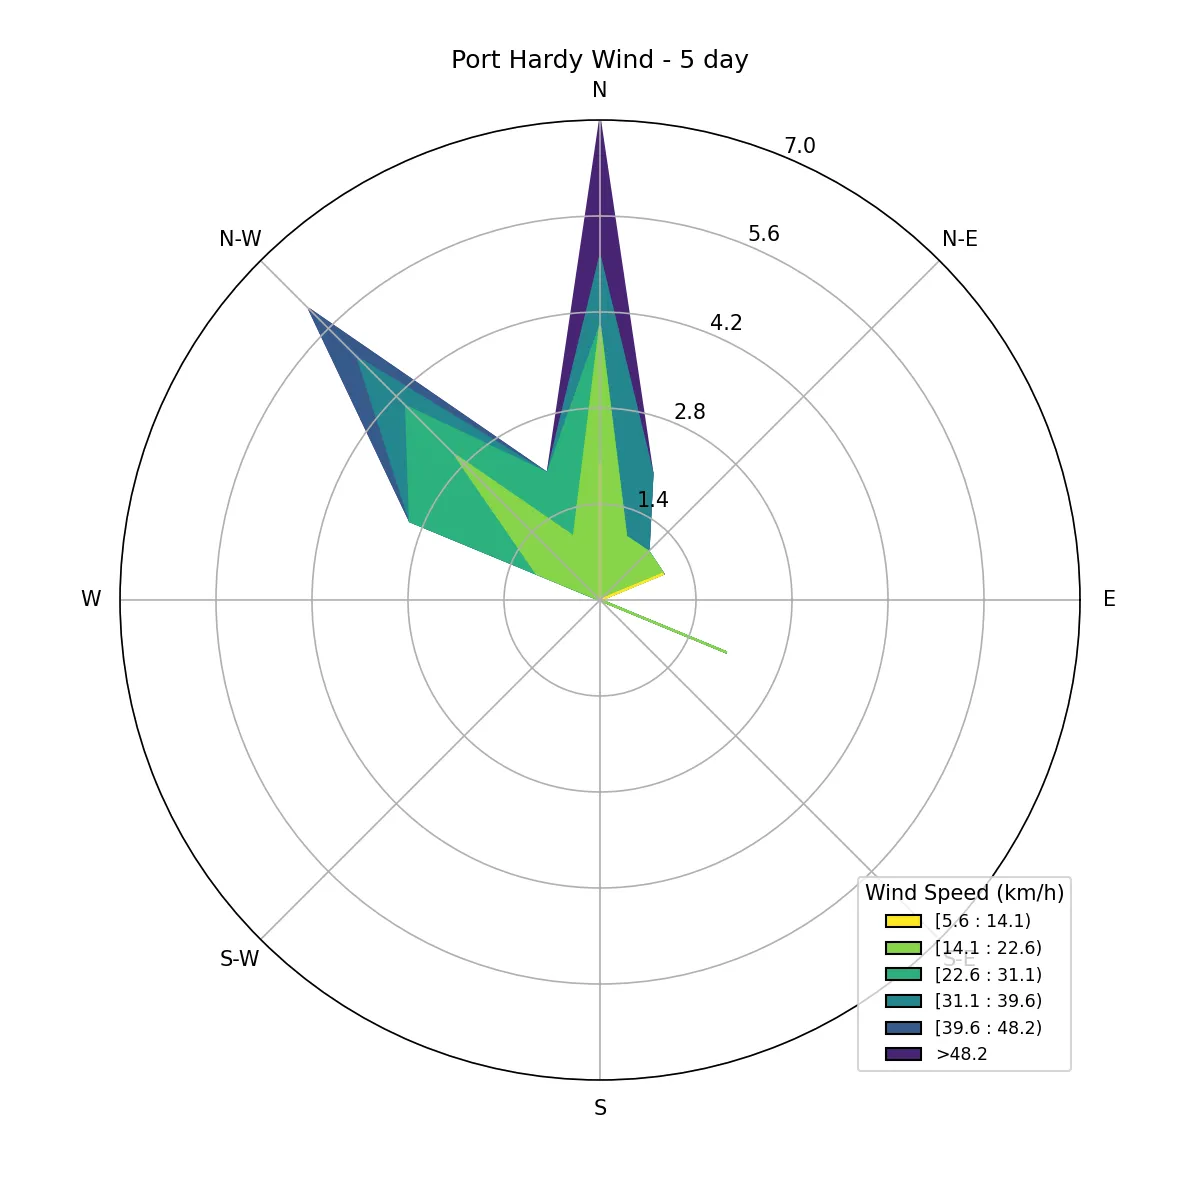 Port Hardy Wind - 5 day
N
7.0
5.6
N-W
N-E
4.2
2.8
1.4
W
E
Wind Speed (km/h)
[5.6 : 14.1)
[14.1 : 22.6)
S-W
S-E
[22.6 : 31.1)
[31.1 : 39.6)
[39.6 : 48.2)
>48.2
S